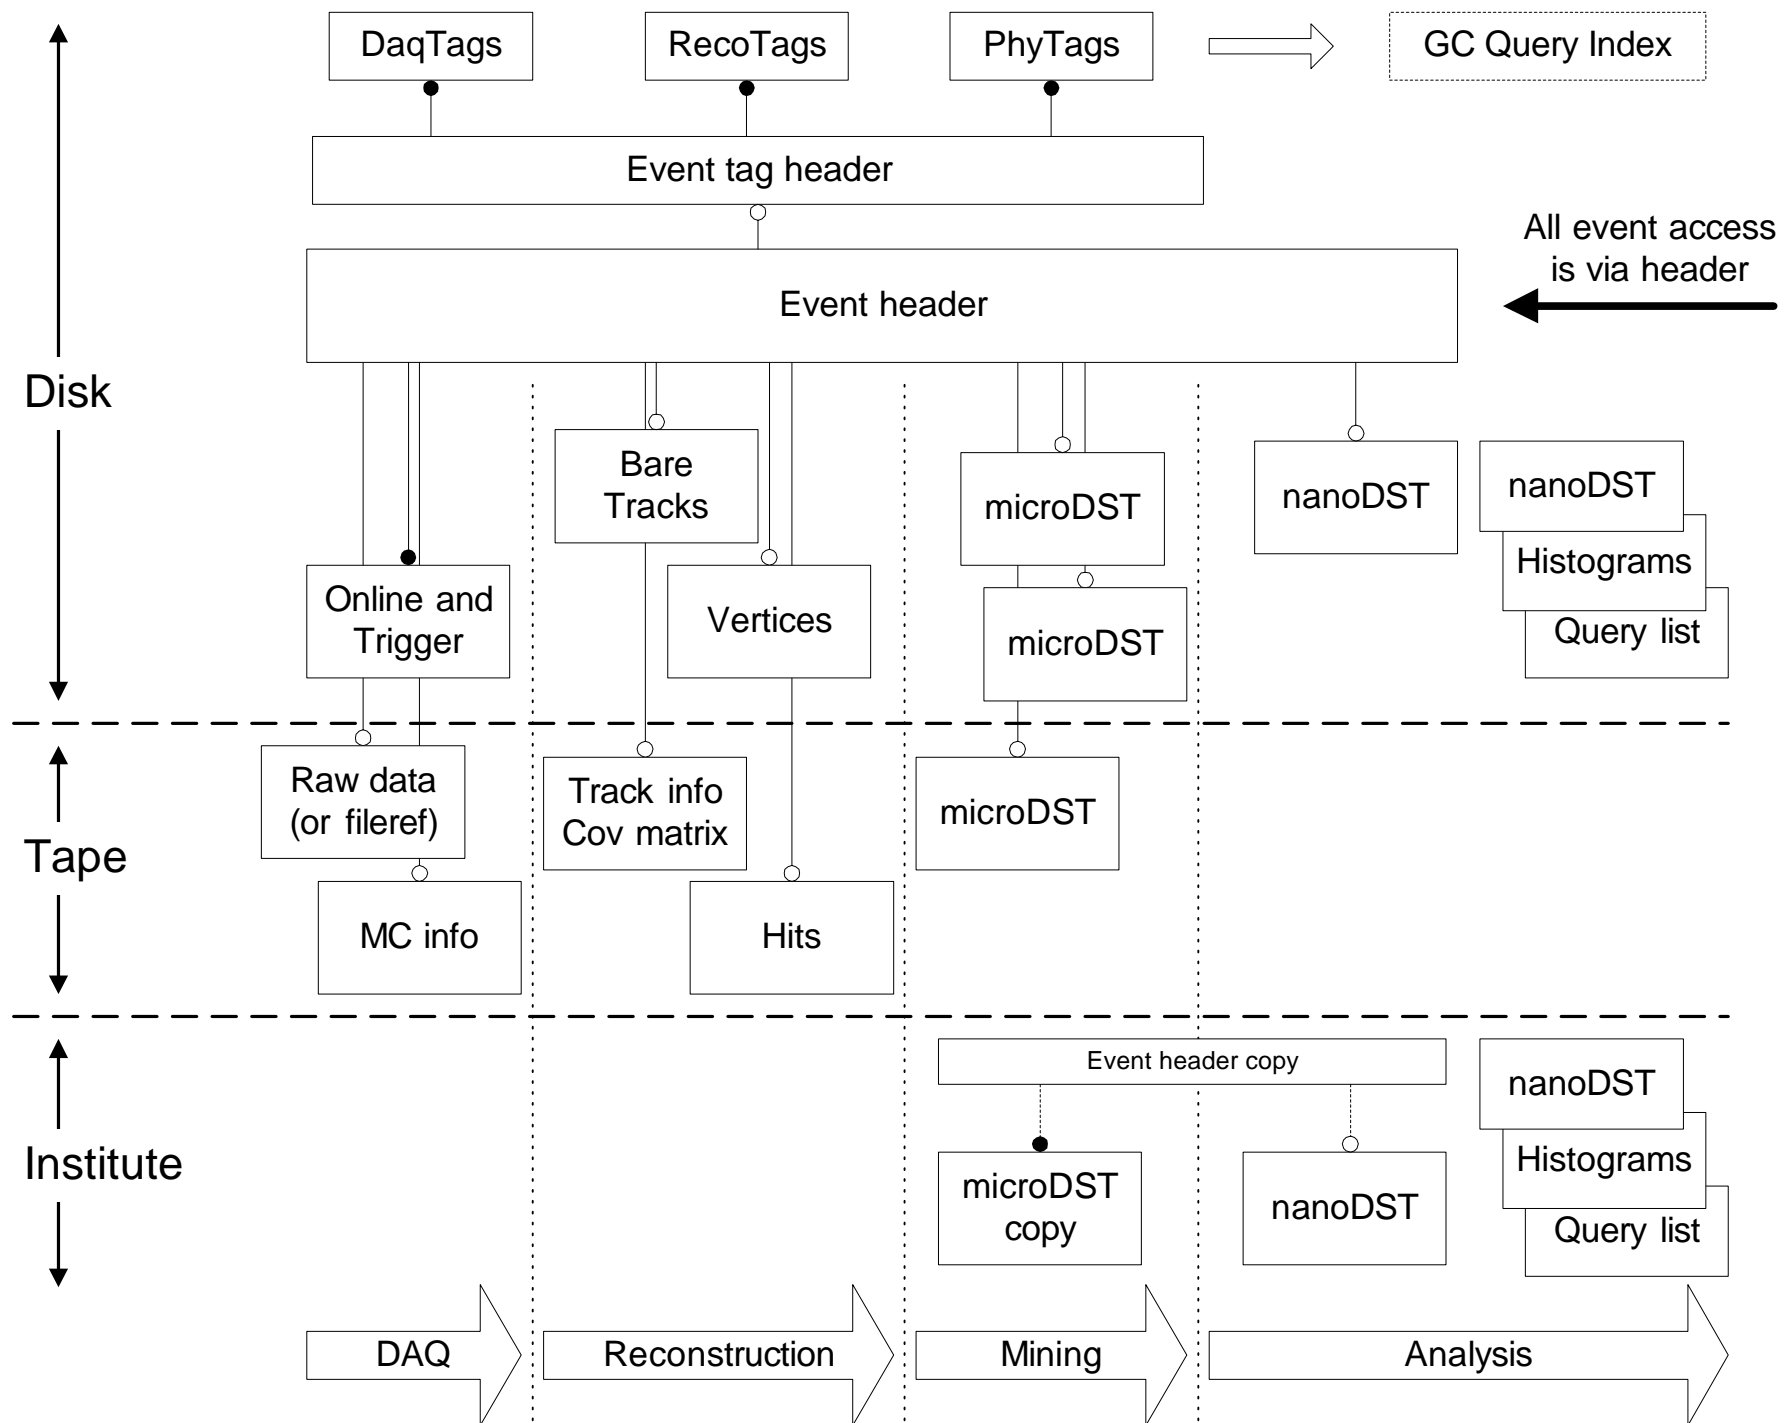 DaqTags
RecoTags
PhyTags
GC Query Index
Event tag header
All event access
is via header
Event header
Disk
Bare
Tracks
microDST
nanoDST
nanoDST
Histograms
Query list
Online and
Trigger
Vertices
microDST
Tape
Raw data
(or fileref)
Track info
Cov matrix
microDST
MC info
Hits
Institute
Event header copy
microDST
copy
nanoDST
nanoDST
Histograms
Query list
DAQ
Reconstruction
Mining
Analysis